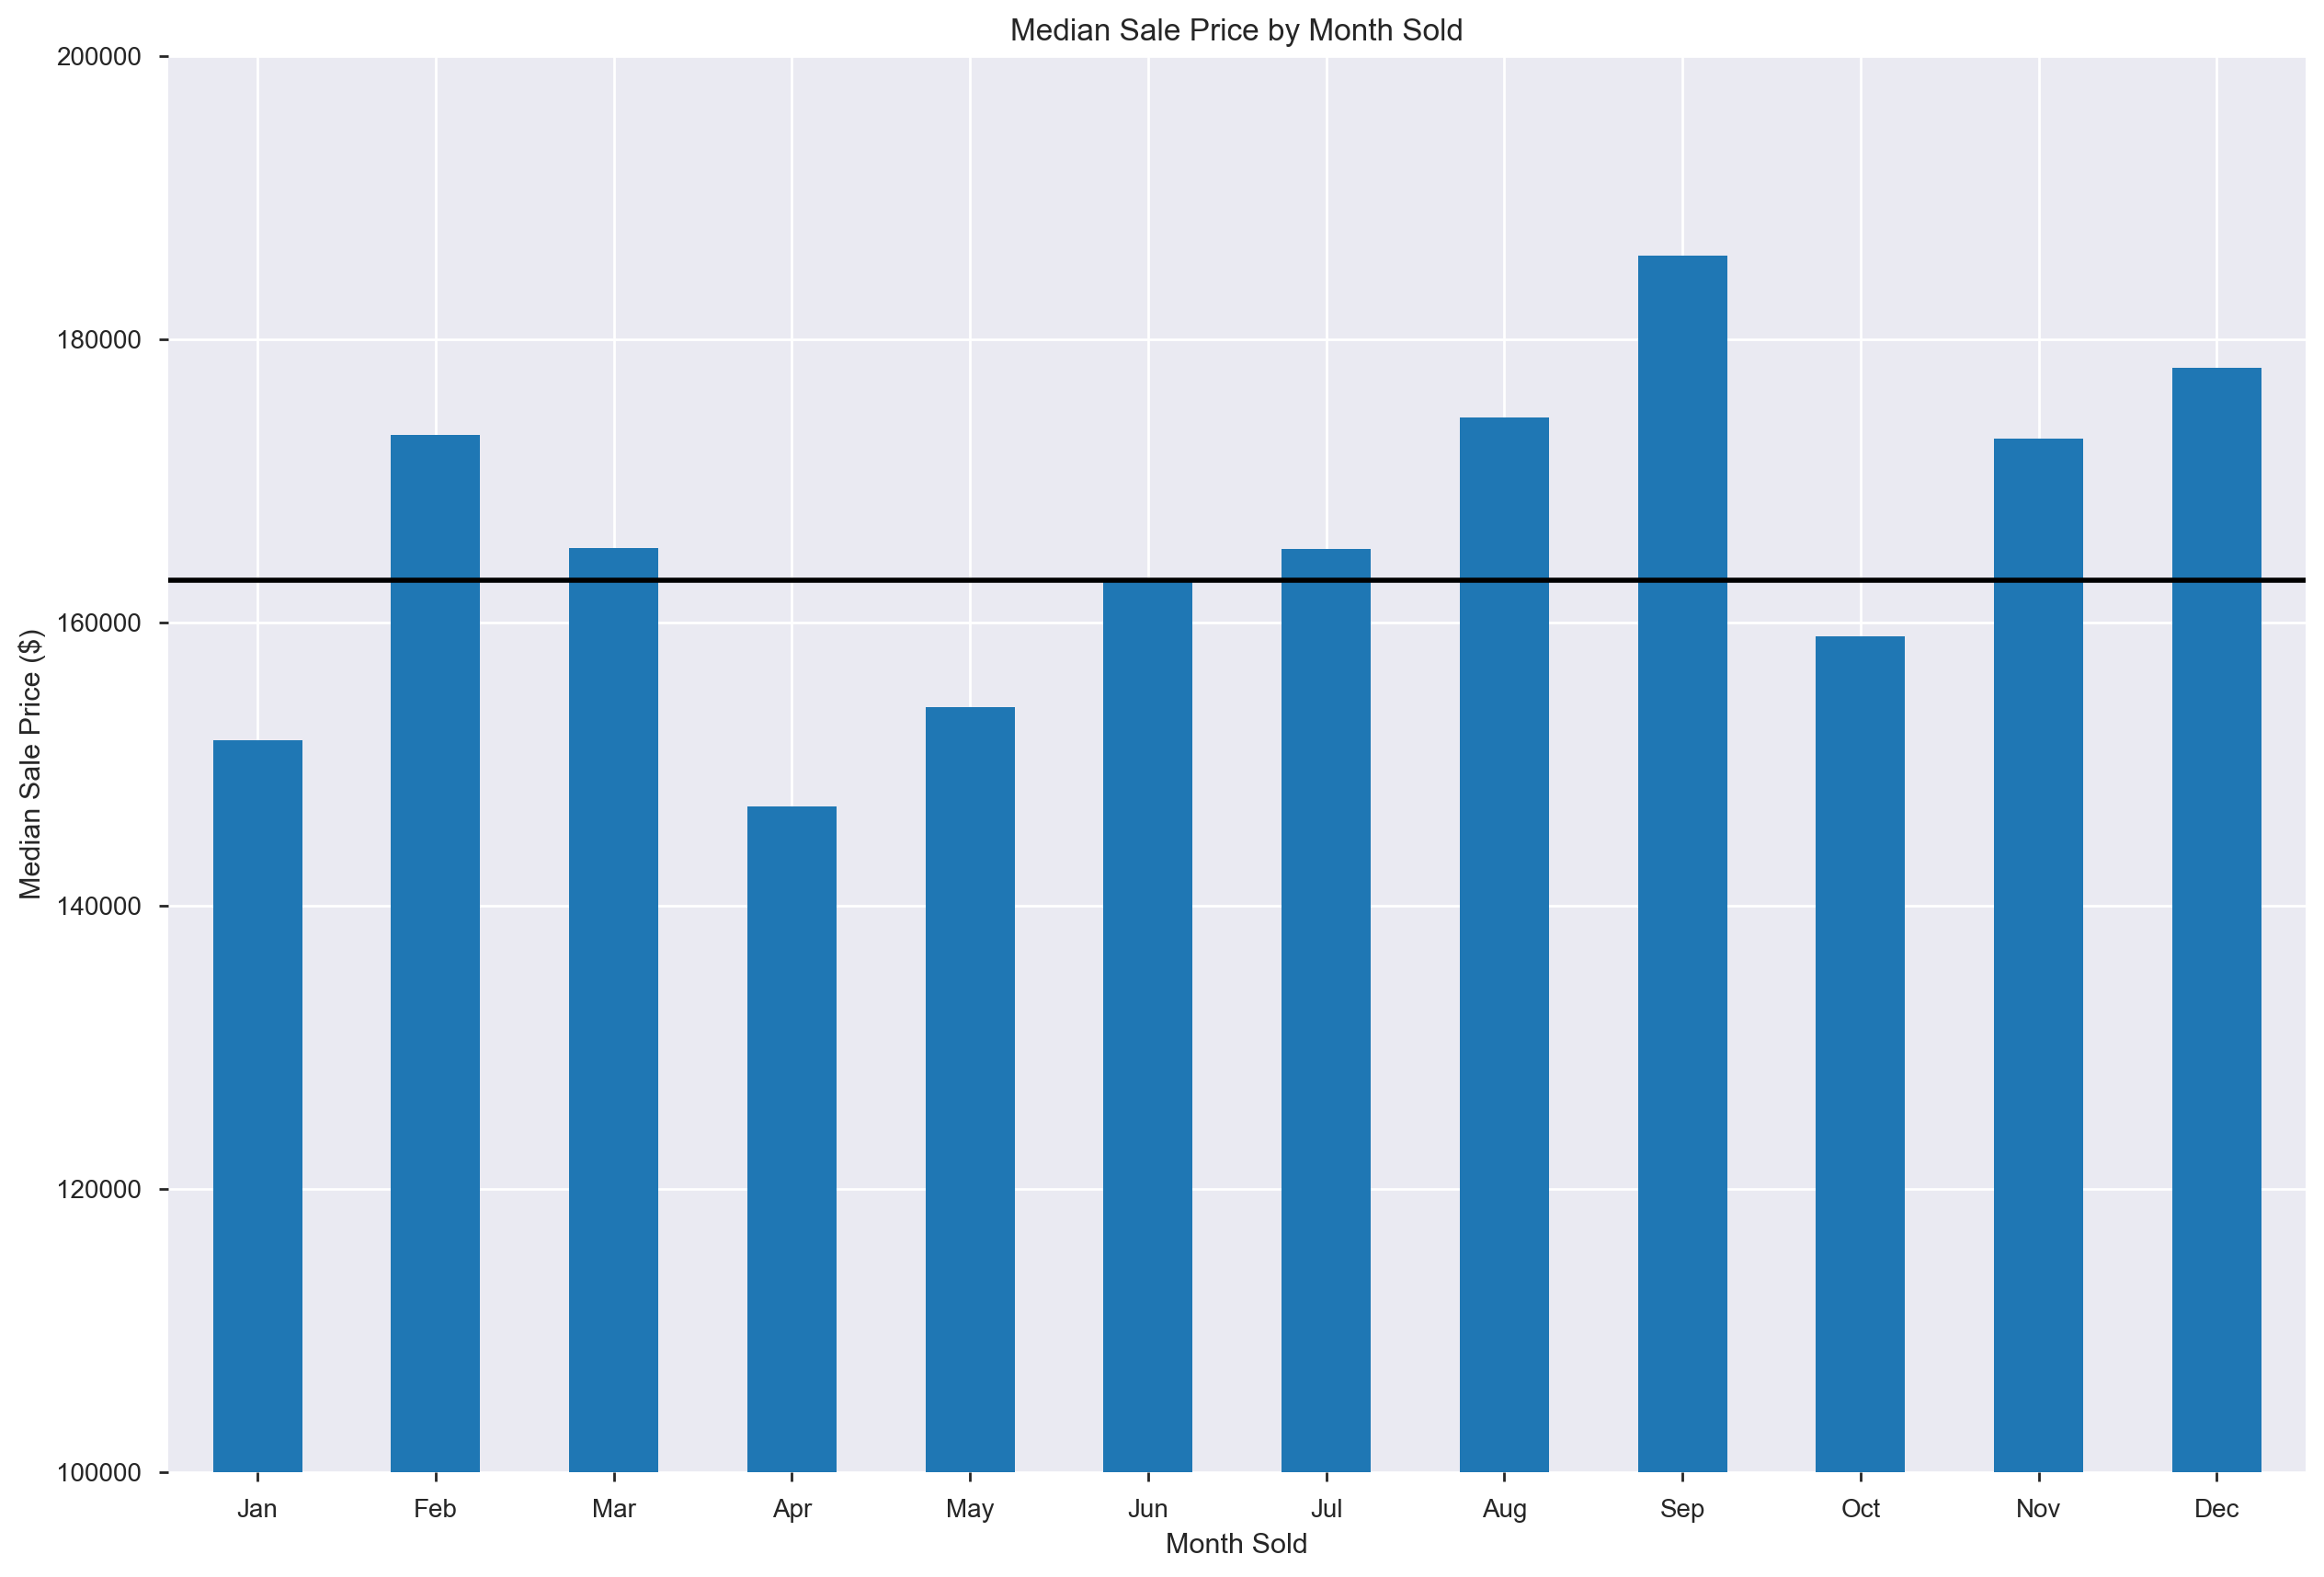 Median Sale Price by Month Sold
200000
180000
160000
140000
120000
100000
Median Sale Price ($)
Jan Feb Mar Apr May Jun Jul Aug Sep Oct Nov Dec
Month Sold